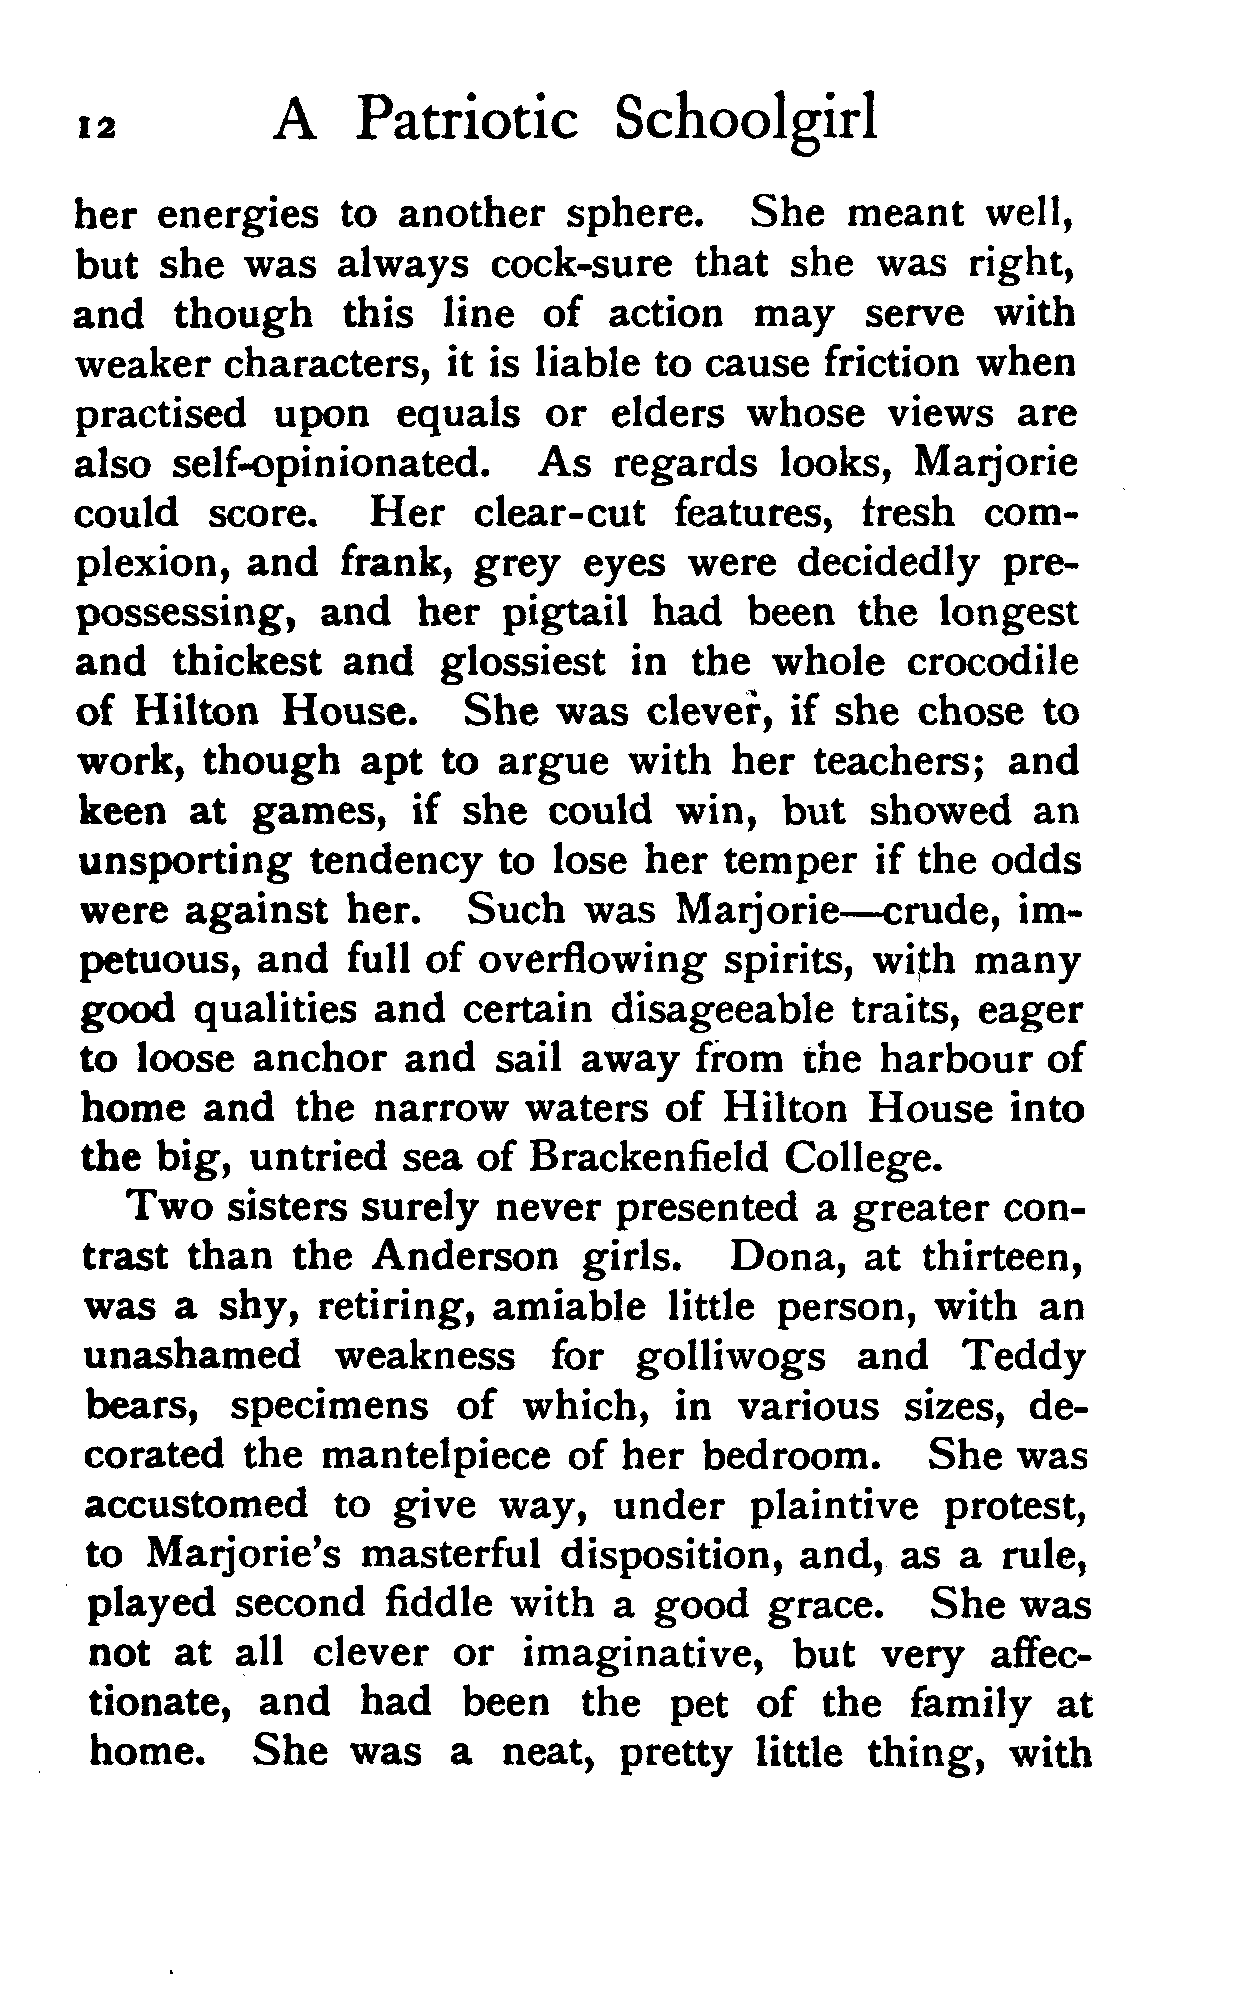 12 A Patriotic Schoolgirl
her energies to another sphere. She meant well,
but she was always cock-sure that she was right,
and though this line of action may serve with
weaker characters, it is liable to cause friction when
practised upon equals or elders whose views are
also self-opinionated. As regards looks, Marjorie
could score. Her clear-cut features, fresh com-
plexion, and frank, grey eyes were decidedly pre-
possessing, and her pigtail had been the longest
and thickest and glossiest in the whole crocodile
of Hilton House. She was clever, if she chose to
work, though apt to argue with her teachers; and
keen at games, if she could win, but showed an
unsporting tendency to lose her temper if the odds
were against her. Such was Marjorie—crude, im-
petuous, and full of overflowing spirits, with many
good qualities and certain disageeable traits, eager
to loose anchor and sail away from the harbour of
home and the narrow waters of Hilton House into
the big, untried sea of Brackenfield College.
Two sisters surely never presented a greater con-
trast than the Anderson girls. Dona, at thirteen,
was a shy, retiring, amiable little person, with an
unashamed weakness for golliwogs and Teddy
bears, specimens of which, in various sizes, de-
corated the mantelpiece of her bedroom. She was
accustomed to give way, under plaintive protest,
to Marjorie's masterful disposition, and, as a rule,
played second fiddle with a good grace. She was
not at all clever or imaginative, but very affec-
tionate, and had been the pet of the family at
home. She was a neat, pretty little thing, with